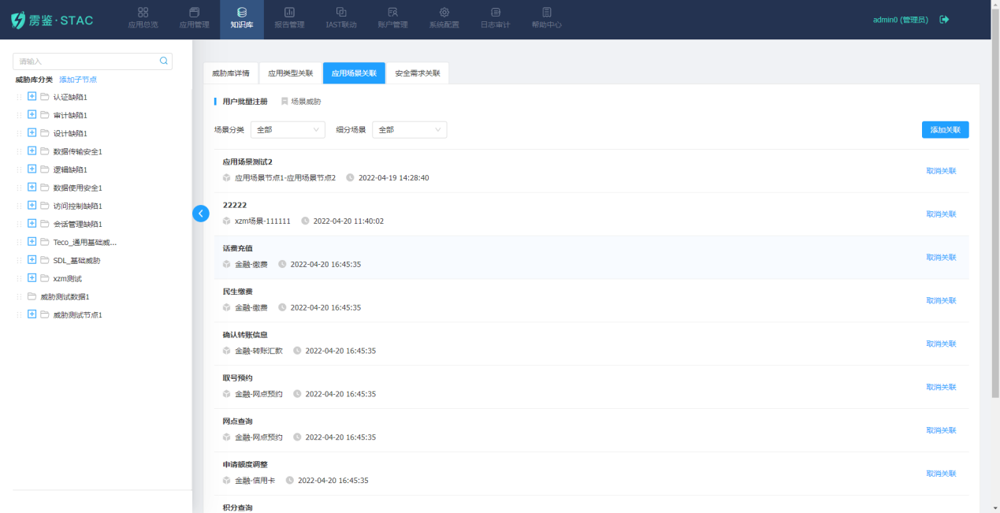 雳鉴·STAC
应用总览
应用管理
知识库
报告管理
IAST联动
账户管理
系统配置
日志审计
帮助中心
admin0 (管理员)
请输入
威胁库分类 添加子节点
认证缺陷1
审计缺陷1
设计缺陷1
数据传输安全1
逻辑缺陷1
数据使用安全1
访问控制缺陷1
会话管理缺陷1
Teco_通用基础威...
SDL_基础威胁
xzm测试
威胁测试数据1
威胁测试节点1
威胁库详情 应用类型关联 应用场景关联 安全需求关联
用户批量注册 场景威胁
场景分类 全部 细分场景 全部 添加关联
应用场景测试2
应用场景节点1-应用场景节点2 2022-04-19 14:28:40 取消关联
22222
xzm场景-111111 2022-04-20 11:40:02 取消关联
话费充值
金融-缴费 2022-04-20 16:45:35 取消关联
民生缴费
金融-缴费 2022-04-20 16:45:35 取消关联
确认转账信息
金融-转账汇款 2022-04-20 16:45:35 取消关联
取号预约
金融-网点预约 2022-04-20 16:45:35 取消关联
网点查询
金融-网点预约 2022-04-20 16:45:35 取消关联
申请额度调整
金融-信用卡 2022-04-20 16:45:35 取消关联
积分查询